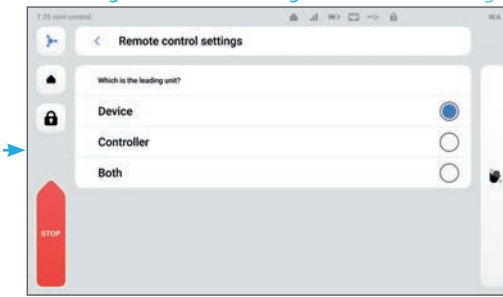 Remote control settings
Which is the leading unit?
Device
Controller
Both
STOP